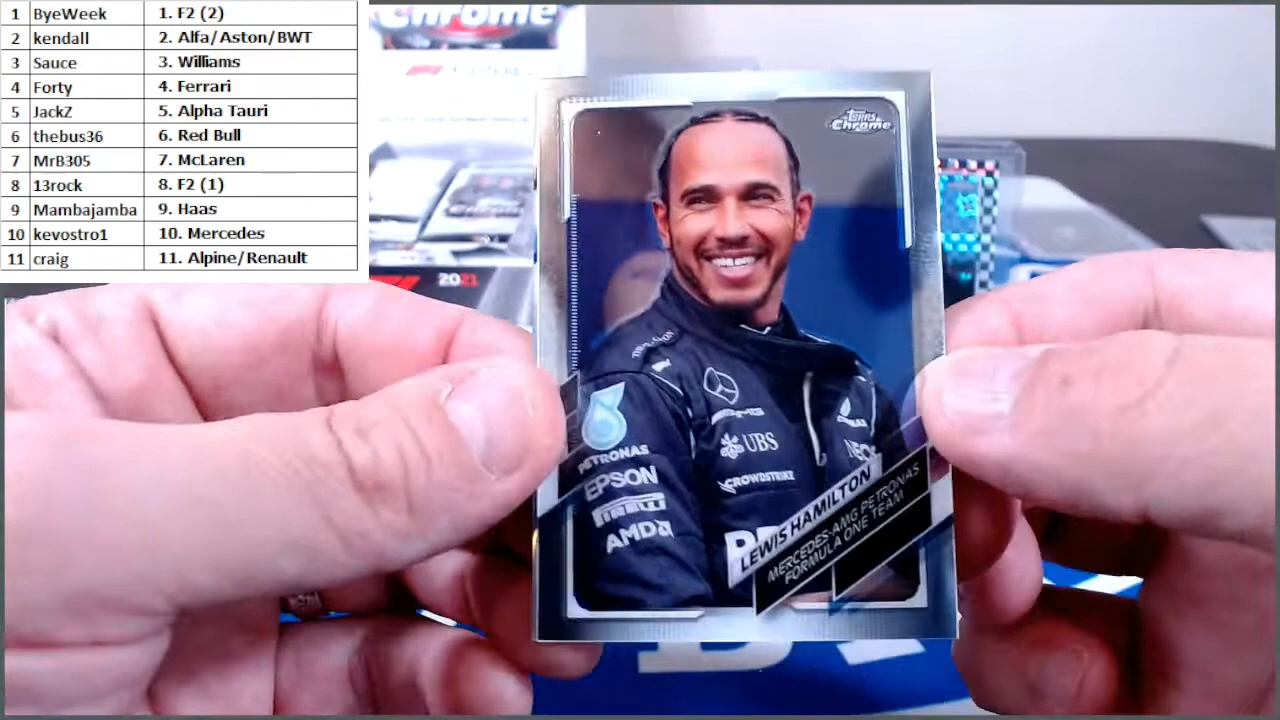 1 ByeWeek 1. F2 (2)
2 kendall 2. Alfa/Aston/BWT
3 Sauce 3. Williams
4 Forty 4. Ferrari
5 JackZ 5. Alpha Tauri
6 thebus36 6. Red Bull
7 MrB305 7. McLaren
8 13rock 8. F2 (1)
9 Mambajamba 9. Haas
10 kevostro1 10. Mercedes
11 craig 11. Alpine/Renault
Chrome
2021
TOPPS
Chrome
AMG
UBS
CROWDSTRIKE
PETRONAS
EPSON
PIRELLI
AMD
LEWIS HAMILTON
MERCEDES-AMG PETRONAS
FORMULA ONE TEAM